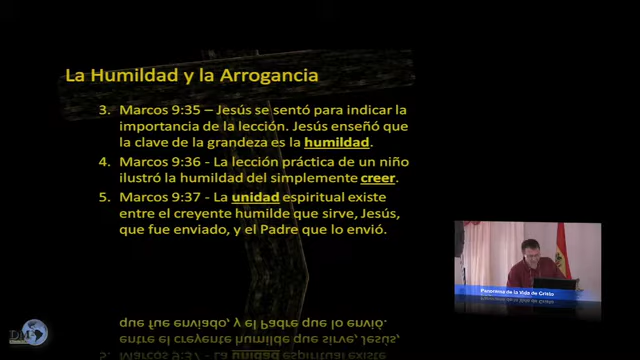 La Humildad y la Arrogancia
3. Marcos 9:35 – Jesús se sentó para indicar la
importancia de la lección. Jesús enseñó que
la clave de la grandeza es la humildad.
4. Marcos 9:36 - La lección práctica de un niño
ilustró la humildad del simplemente creer.
5. Marcos 9:37 - La unidad espiritual existe
entre el creyente humilde que sirve, Jesús,
que fue enviado, y el Padre que lo envió.
Panorama de la Vida de Cristo
DM